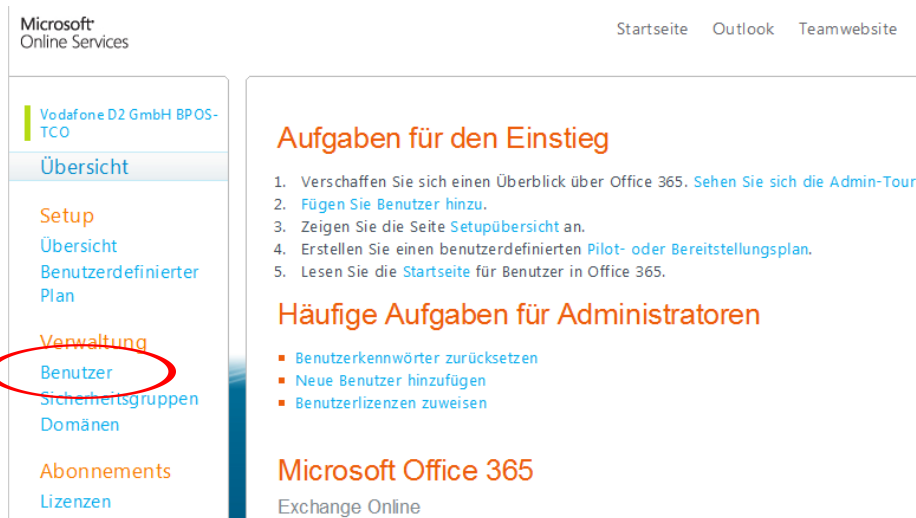 Microsoft®
Online Services
Startseite Outlook Teamwebsite
Vodafone D2 GmbH BPOS-
TCO
Übersicht
Setup
Übersicht
Benutzerdefinierter
Plan
Verwaltung
Benutzer
Sicherheitsgruppen
Domänen
Abonnements
Lizenzen
Aufgaben für den Einstieg
1. Verschaffen Sie sich einen Überblick über Office 365. Sehen Sie sich die Admin-Tour
2. Fügen Sie Benutzer hinzu.
3. Zeigen Sie die Seite Setupübersicht an.
4. Erstellen Sie einen benutzerdefinierten Pilot- oder Bereitstellungsplan.
5. Lesen Sie die Startseite für Benutzer in Office 365.
Häufige Aufgaben für Administratoren
Benutzerkennwörter zurücksetzen
Neue Benutzer hinzufügen
Benutzerlizenzen zuweisen
Microsoft Office 365
Exchange Online